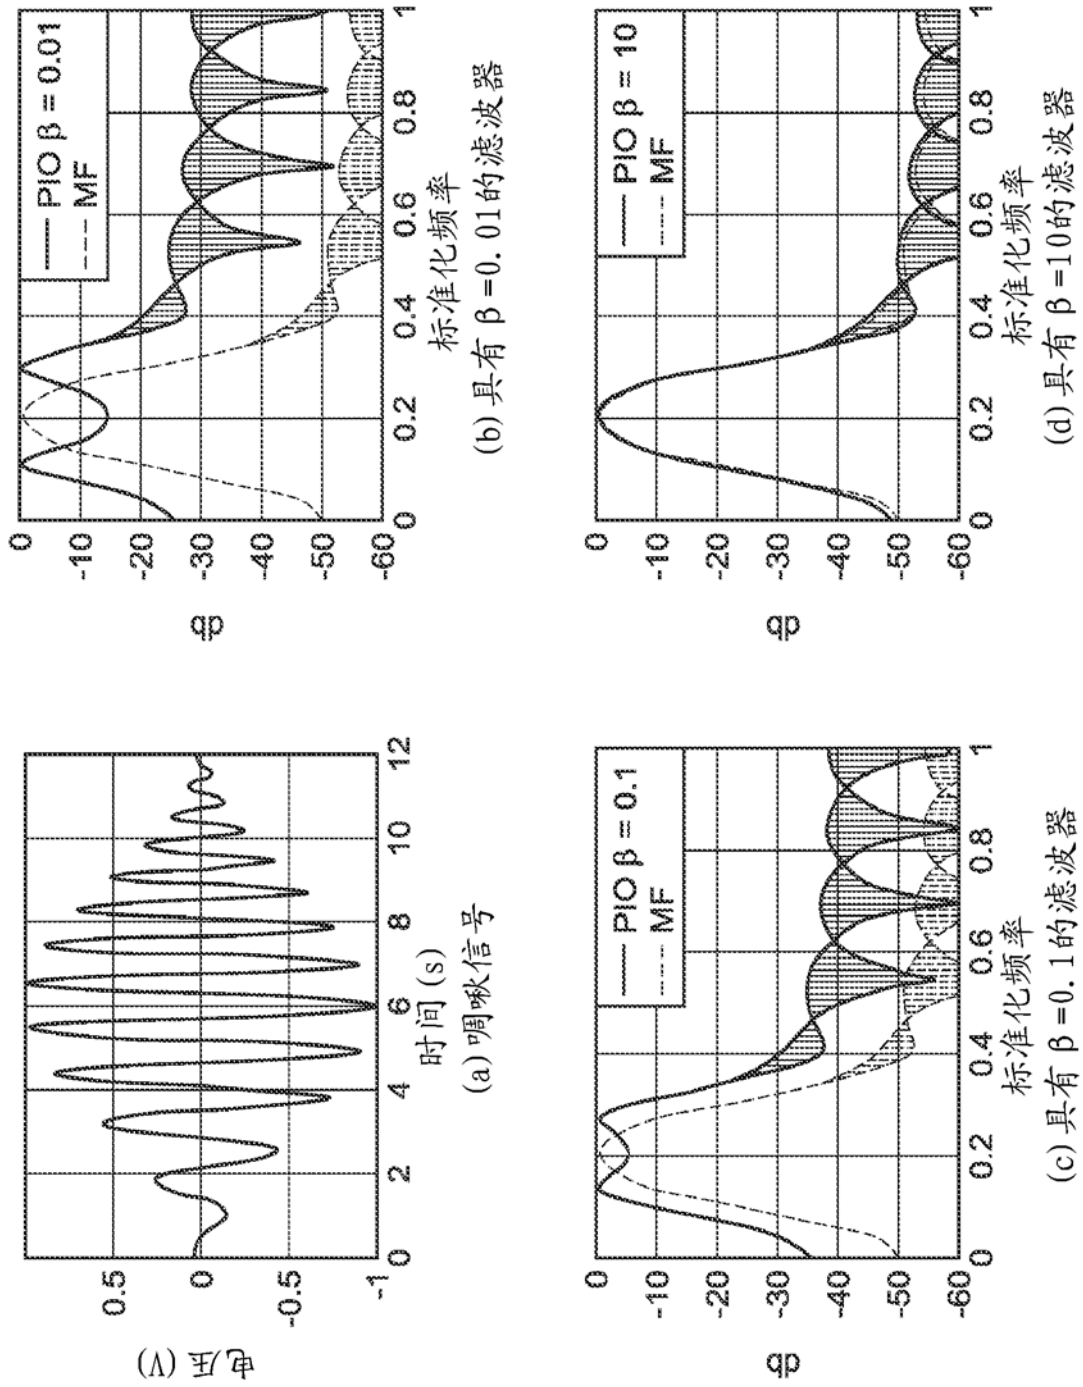 0.5
0
-0.5
-1
电压 (V)
0
2
4
6
8
10
12
时间 (s)
(a) 啁啾信号
PIO β = 0.01
MF
0
-10
-20
-30
-40
-50
-60
db
0
0.2
0.4
0.6
0.8
1
标准化频率
(b) 具有 β =0.01的滤波器
PIO β = 0.1
MF
0
-10
-20
-30
-40
-50
-60
db
0
0.2
0.4
0.6
0.8
1
标准化频率
(c) 具有 β =0.1的滤波器
PIO β = 10
MF
0
-10
-20
-30
-40
-50
-60
db
0
0.2
0.4
0.6
0.8
1
标准化频率
(d) 具有 β =10的滤波器